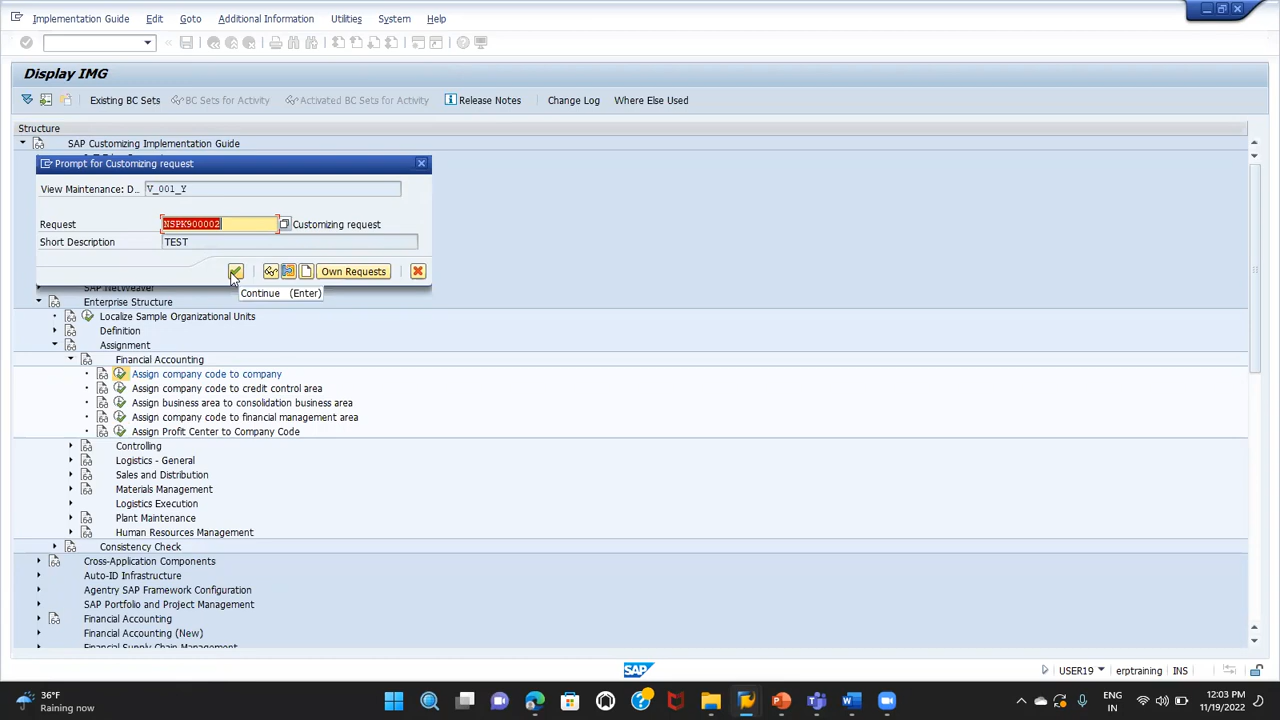 Implementation Guide Edit Goto Additional Information Utilities System Help
Display IMG
Existing BC Sets BC Sets for Activity Activated BC Sets for Activity Release Notes Change Log Where Else Used
Structure
SAP Customizing Implementation Guide
Prompt for Customizing request
View Maintenance: D.. V_001_Y
Request NSPK900002 Customizing request
Short Description TEST
Own Requests
Continue (Enter)
SAP NetWeaver
Enterprise Structure
Localize Sample Organizational Units
Definition
Assignment
Financial Accounting
Assign company code to company
Assign company code to credit control area
Assign business area to consolidation business area
Assign company code to financial management area
Assign Profit Center to Company Code
Controlling
Logistics - General
Sales and Distribution
Materials Management
Logistics Execution
Plant Maintenance
Human Resources Management
Consistency Check
Cross-Application Components
Auto-ID Infrastructure
Agentry SAP Framework Configuration
SAP Portfolio and Project Management
Financial Accounting
Financial Accounting (New)
Financial Supply Chain Management
SAP USER19 erptraining INS
36°F
Raining now
ENG
IN
12:03 PM
11/19/2022